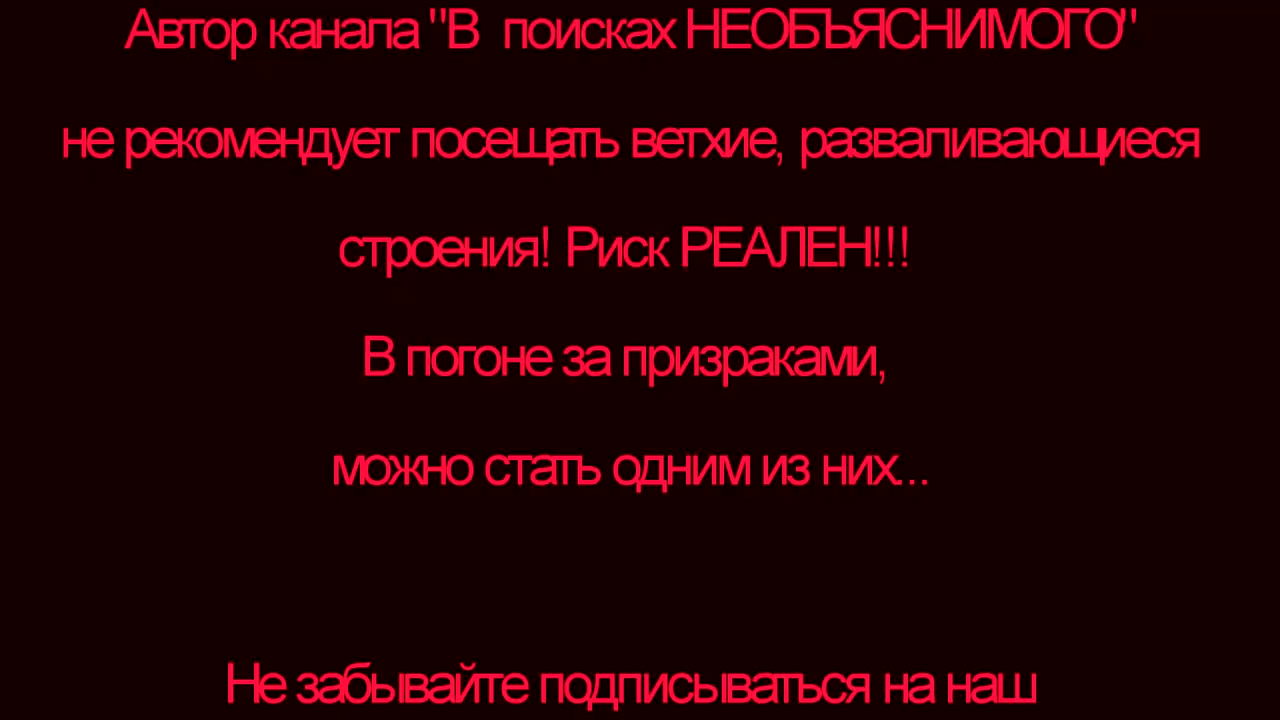 Автор канала "В  поисках НЕОБЪЯСНИМОГО"
не рекомендует посещать ветхие, разваливающиеся
строения! Риск РЕАЛЕН!!!
В погоне за призраками,
можно стать одним из них...
Не забывайте подписываться на наш